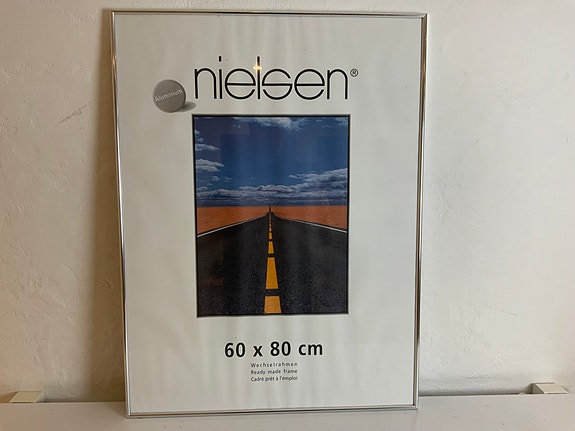 nielsen®
Aluminium
60 x 80 cm
Wechselrahmen
Ready made frame
Cadre prêt à l'emploi